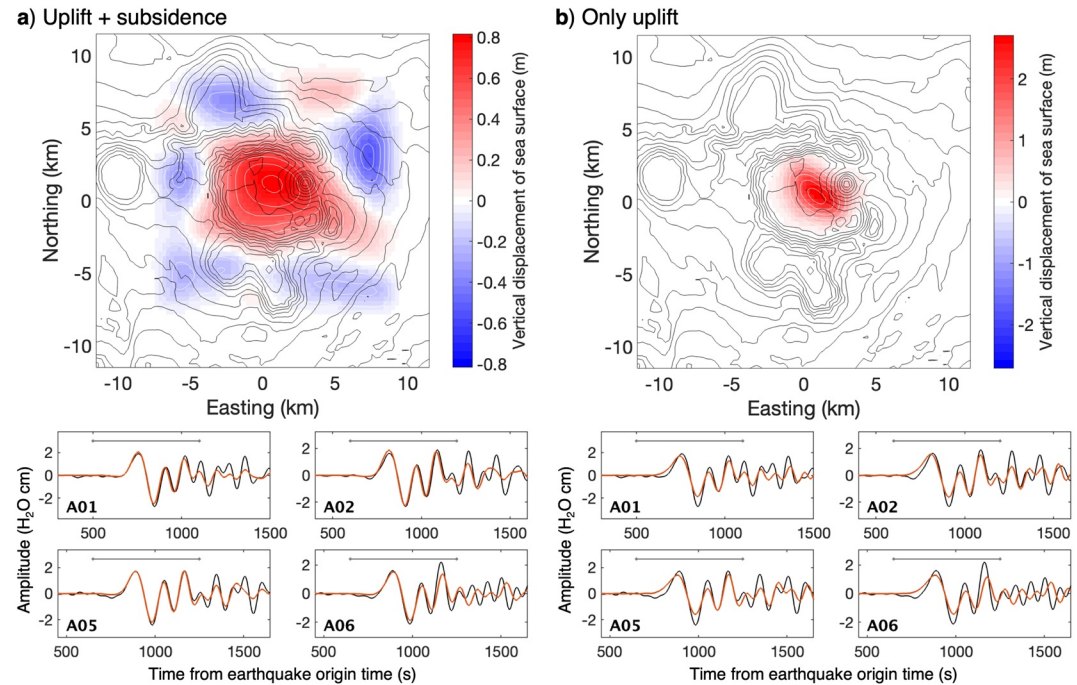 a) Uplift + subsidence
10
5
0
-5
-10
Northing (km)
-10 -5 0 5 10
Easting (km)
0.8
0.6
0.4
0.2
0
-0.2
-0.4
-0.6
-0.8
Vertical displacement of sea surface (m)
b) Only uplift
10
5
0
-5
-10
Northing (km)
-10 -5 0 5 10
Easting (km)
2
1
0
-1
-2
Vertical displacement of sea surface (m)
Amplitude (H₂O cm)
2
0
-2
A01
500 1000 1500
2
0
-2
A02
500 1000 1500
2
0
-2
A05
500 1000 1500
2
0
-2
A06
500 1000 1500
Time from earthquake origin time (s)
Amplitude (H₂O cm)
2
0
-2
A01
500 1000 1500
2
0
-2
A02
500 1000 1500
2
0
-2
A05
500 1000 1500
2
0
-2
A06
500 1000 1500
Time from earthquake origin time (s)